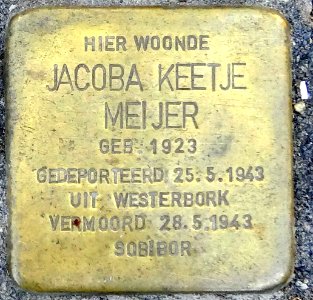 HIER WOONDE
JACOBA KEETJE
MEIJER
GEB. 1923
GEDEPORTEERD 25.5.1943
UIT WESTERBORK
VERMOORD 28.5.1943
SOBIBOR